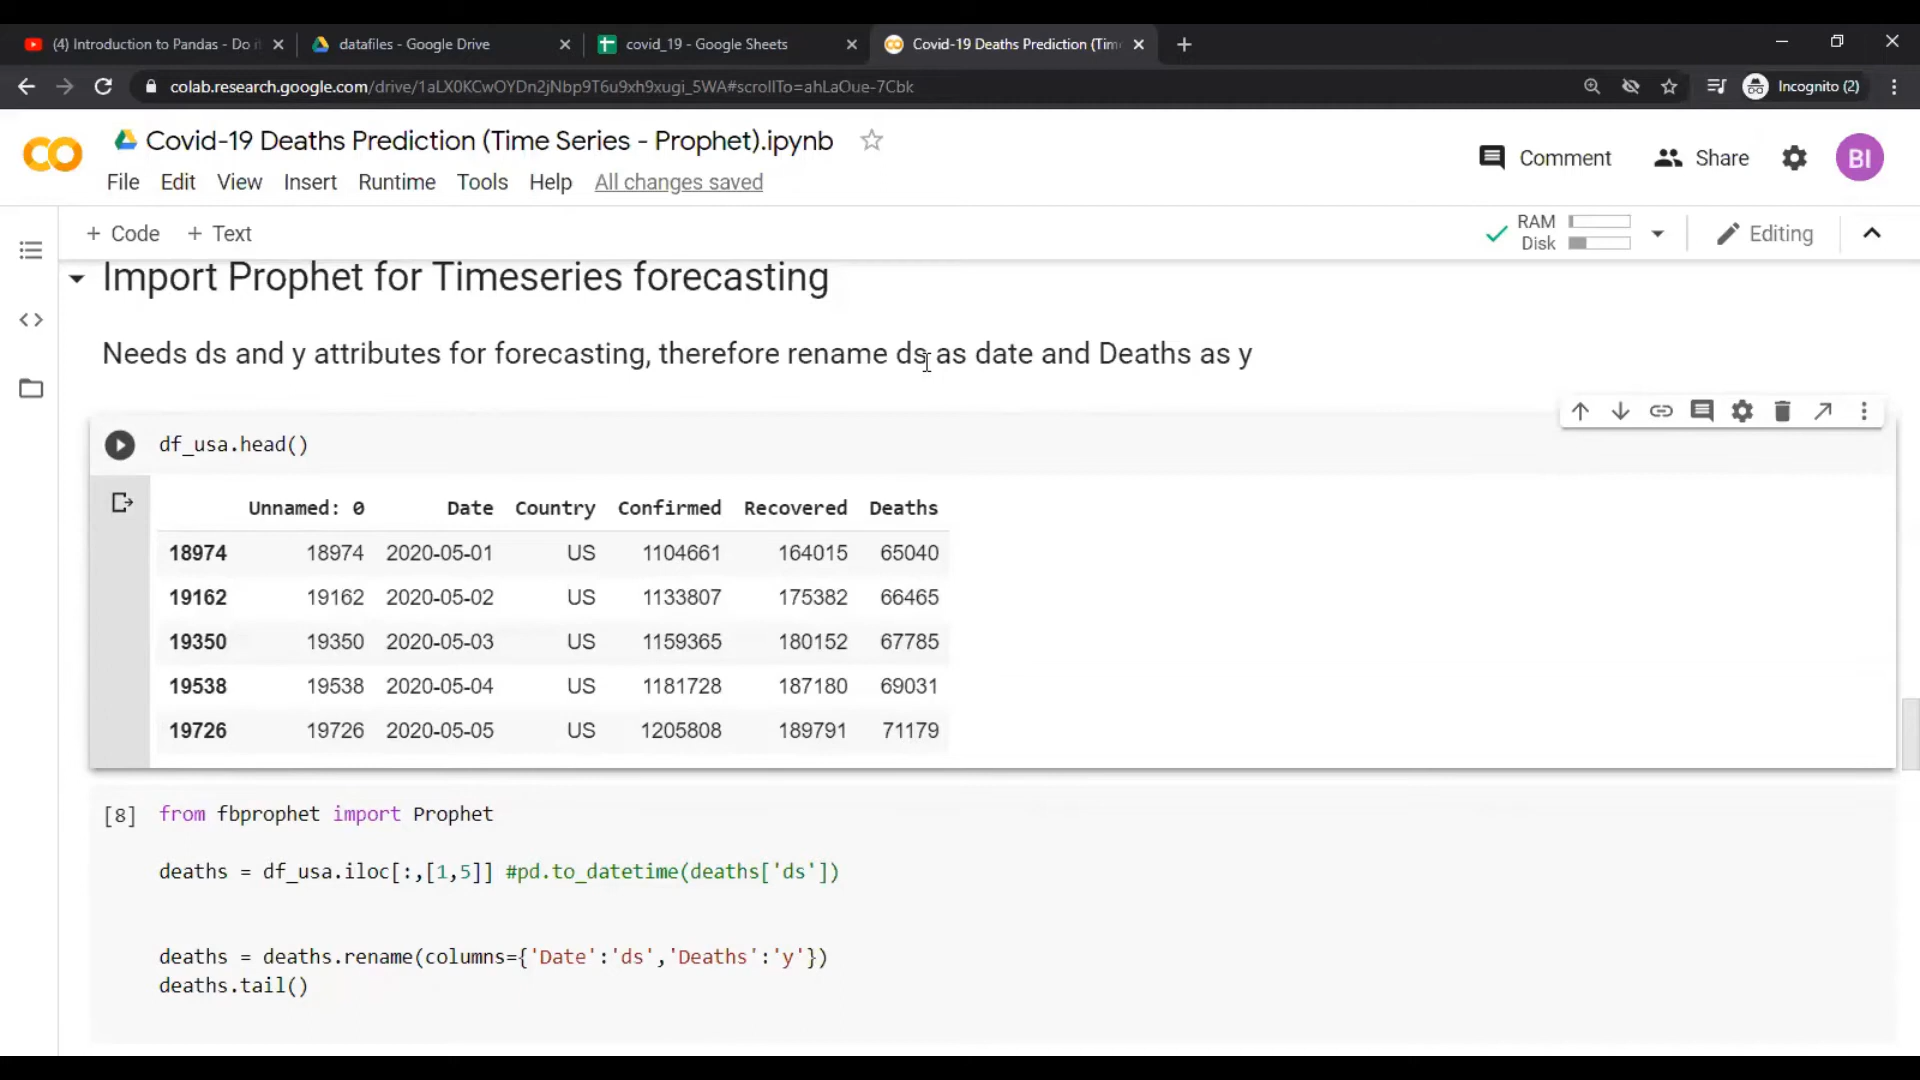 (4) Introduction to Pandas - Do it
datafiles - Google Drive
covid_19 - Google Sheets
Covid-19 Deaths Prediction (Tim
colab.research.google.com/drive/1aLX0KCwOYDn2jNbp9T6u9xh9xugi_5WA#scrollTo=ahLaOue-7Cbk
Incognito (2)
CO
Covid-19 Deaths Prediction (Time Series - Prophet).ipynb
Comment
Share
BI
File Edit View Insert Runtime Tools Help All changes saved
+ Code + Text
RAM
Disk
Editing
Import Prophet for Timeseries forecasting
Needs ds and y attributes for forecasting, therefore rename ds as date and Deaths as y
df_usa.head()
Unnamed: 0 Date Country Confirmed Recovered Deaths
18974 18974 2020-05-01 US 1104661 164015 65040
19162 19162 2020-05-02 US 1133807 175382 66465
19350 19350 2020-05-03 US 1159365 180152 67785
19538 19538 2020-05-04 US 1181728 187180 69031
19726 19726 2020-05-05 US 1205808 189791 71179
[8] from fbprophet import Prophet
deaths = df_usa.iloc[:,[1,5]] #pd.to_datetime(deaths['ds'])
deaths = deaths.rename(columns={'Date':'ds','Deaths':'y'})
deaths.tail()